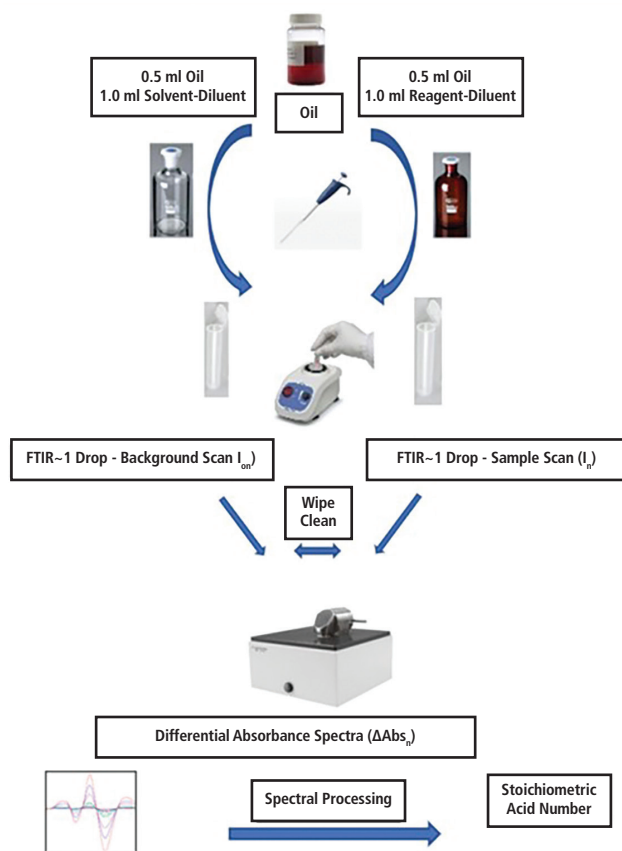 0.5 ml Oil
1.0 ml Solvent-Diluent
0.5 ml Oil
1.0 ml Reagent-Diluent
Oil
FTIR~1 Drop - Background Scan Ion)
FTIR~1 Drop - Sample Scan (In)
Wipe
Clean
Differential Absorbance Spectra (ΔAbsn)
Spectral Processing
Stoichiometric
Acid Number